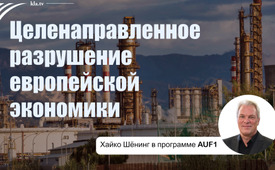 kla.tv
Целенаправленное
разрушение
европейской
экономики
Хайко Шёнинг в программе AUF1